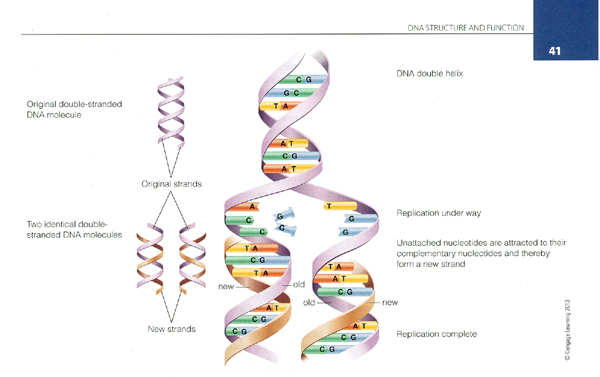 DNA STRUCTURE AND FUNCTION
41
DNA double helix
C G
G C
T A
Original double-stranded
DNA molecule
A T
C G
A T
Original strands
A
T
Replication under way
G
G
C
G
G
C
Two identical double-
stranded DNA molecules
Unattached nucleotides are attracted to their
complementary nucleotides and thereby
form a new strand
T A
C G
T A
T A
C G
new
old
old
new
A T
C G
New strands
A T
C G
Replication complete
© Cengage Learning 2013